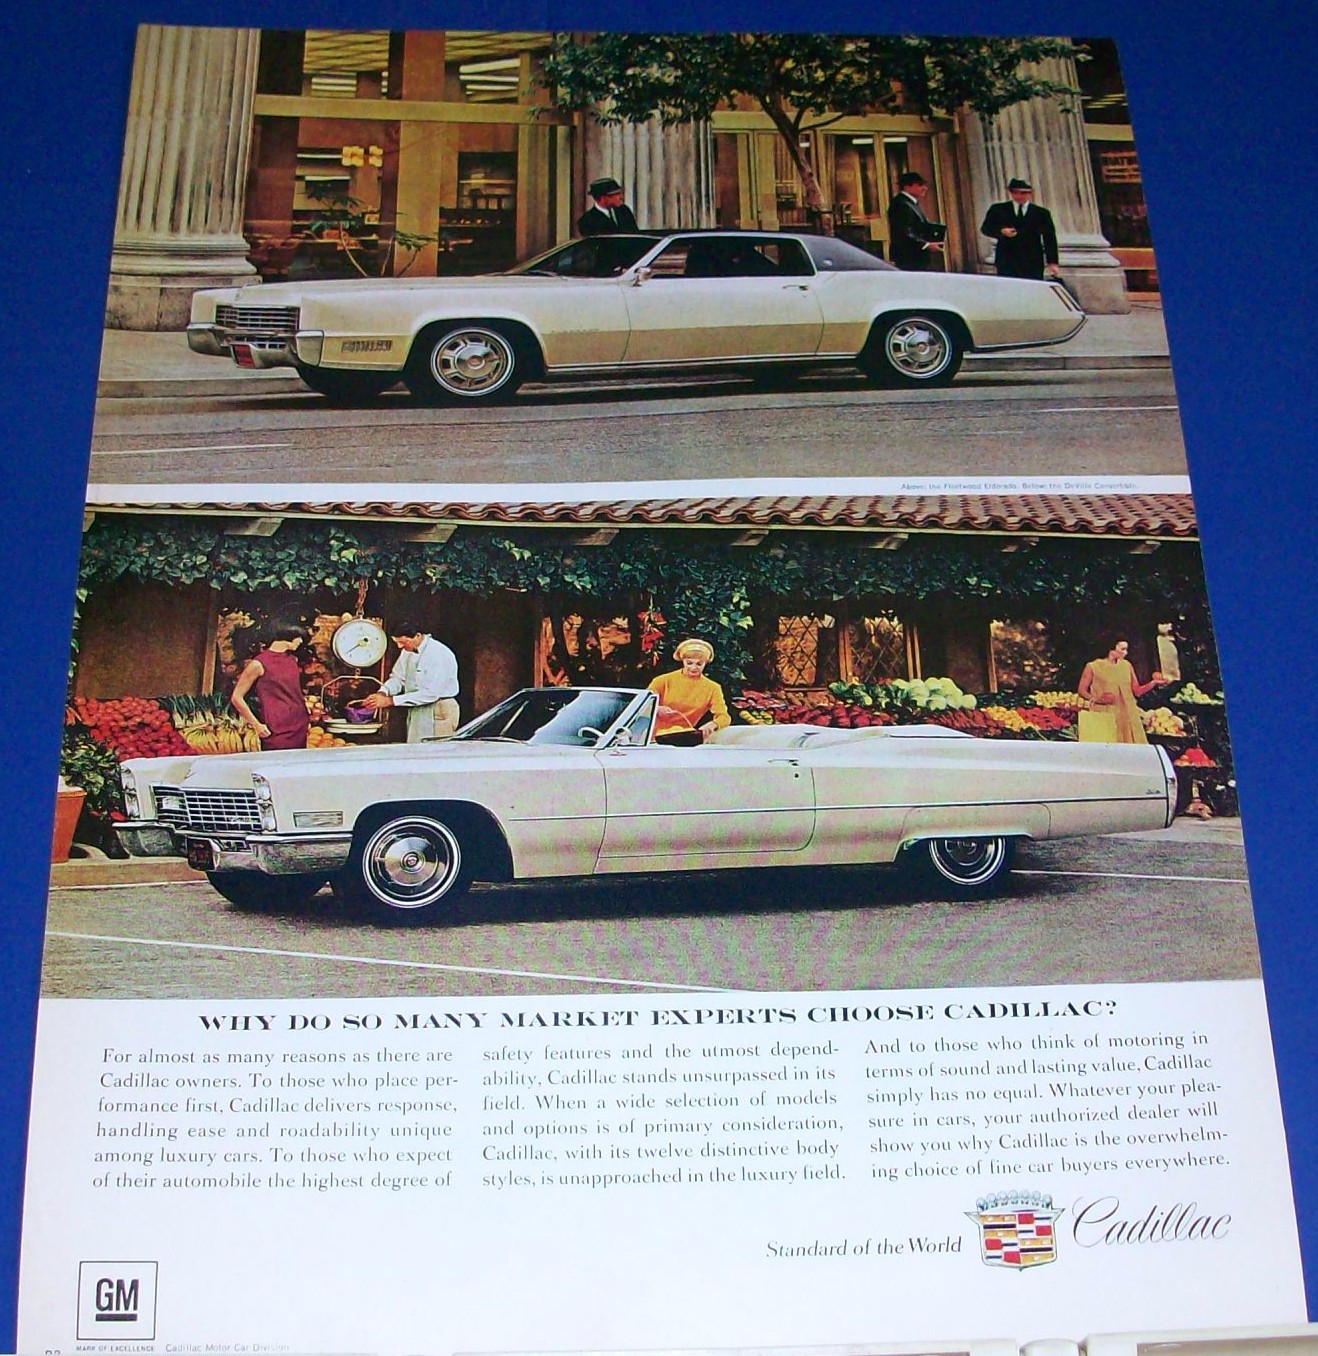 Above: the Fleetwood Eldorado. Below: the DeVille Convertible.
WHY DO SO MANY MARKET EXPERTS CHOOSE CADILLAC?
For almost as many reasons as there are
Cadillac owners. To those who place per-
formance first, Cadillac delivers response,
handling ease and roadability unique
among luxury cars. To those who expect
of their automobile the highest degree of
safety features and the utmost depend-
ability, Cadillac stands unsurpassed in its
field. When a wide selection of models
and options is of primary consideration,
Cadillac, with its twelve distinctive body
styles, is unapproached in the luxury field.
And to those who think of motoring in
terms of sound and lasting value, Cadillac
simply has no equal. Whatever your plea-
sure in cars, your authorized dealer will
show you why Cadillac is the overwhelm-
ing choice of fine car buyers everywhere.
Standard of the World
Cadillac
GM
MARK OF EXCELLENCE
Cadillac Motor Car Division